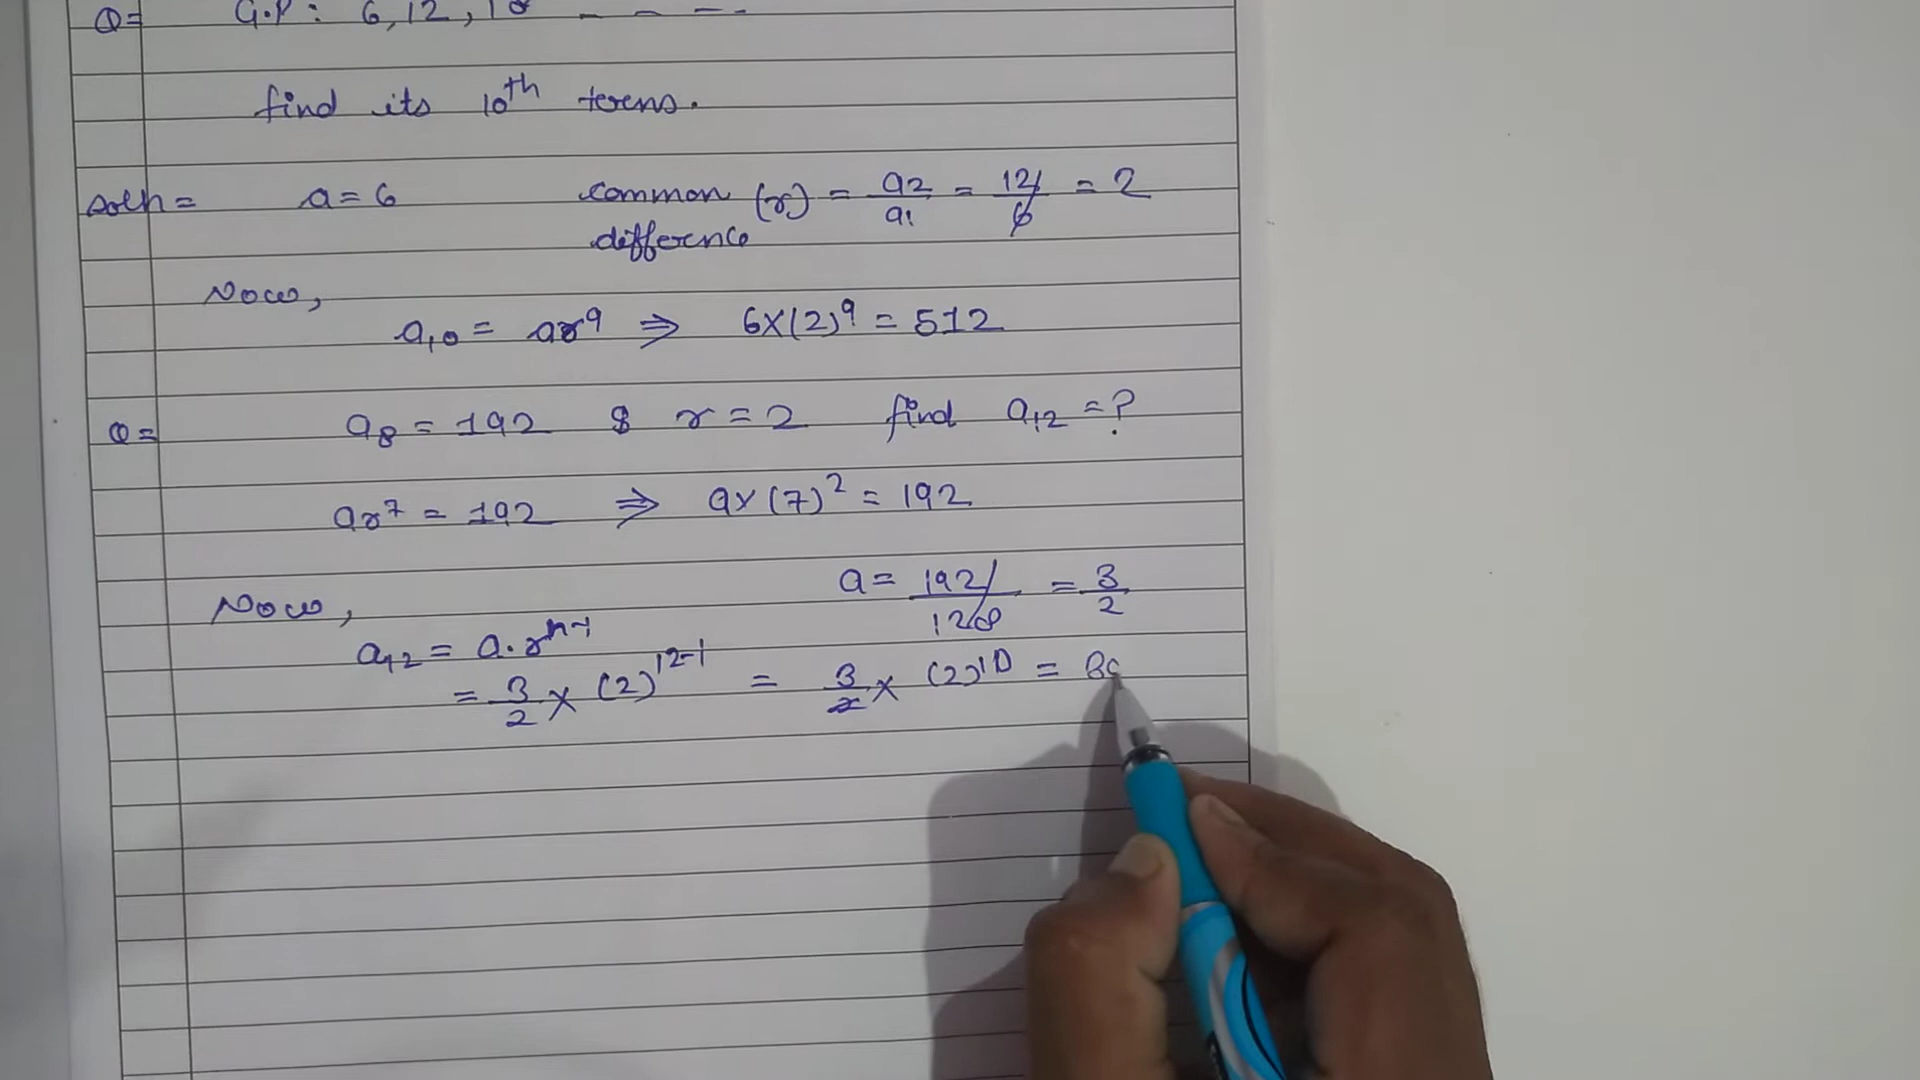 Q= G.P: 6, 12, 18 - - - -
find its 10th terms.
soln= a=6 common (r) = a2/a1 = 12/6 = 2
difference
Now,
a10 = ar9 ⇒ 6×(2)9 = 512
Q= a8 = 192 $ r = 2 find a12 = ?
ar7 = 192 ⇒ a×(7)2 = 192
a = 192/128 = 3/2
Now,
a12 = a.rn-1
= 3/2 × (2)12-1 = 3/2 × (2)11 =